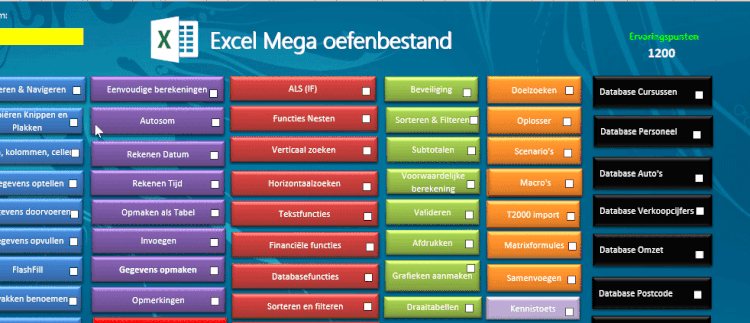 m:
Excel Mega oefenbestand
Ervaringspunten
1200
eren & Navigeren
piëren Knippen en
Plakken
n, kolommen, cellen
gegevens optellen
evens doorvoeren
egevens opvullen
FlashFill
vakken benoemen
Eenvoudige berekeningen
Autosom
Rekenen Datum
Rekenen Tijd
Opmaken als Tabel
Invoegen
Gegevens opmaken
Opmerkingen
ALS (IF)
Functies Nesten
Verticaal zoeken
Horizontaalzoeken
Tekstfuncties
Financiële functies
Databasefuncties
Sorteren en filteren
Beveiliging
Sorteren & Filteren
Subtotalen
Voorwaardelijke
berekening
Valideren
Afdrukken
Grafieken aanmaken
Draaitabellen
Doelzoeken
Oplosser
Scenario's
Macro's
T2000 import
Matrixformules
Samenvoegen
Kennistoets
Database Cursussen
Database Personeel
Database Auto's
Database Verkoopcijfers
Database Omzet
Database Postcode